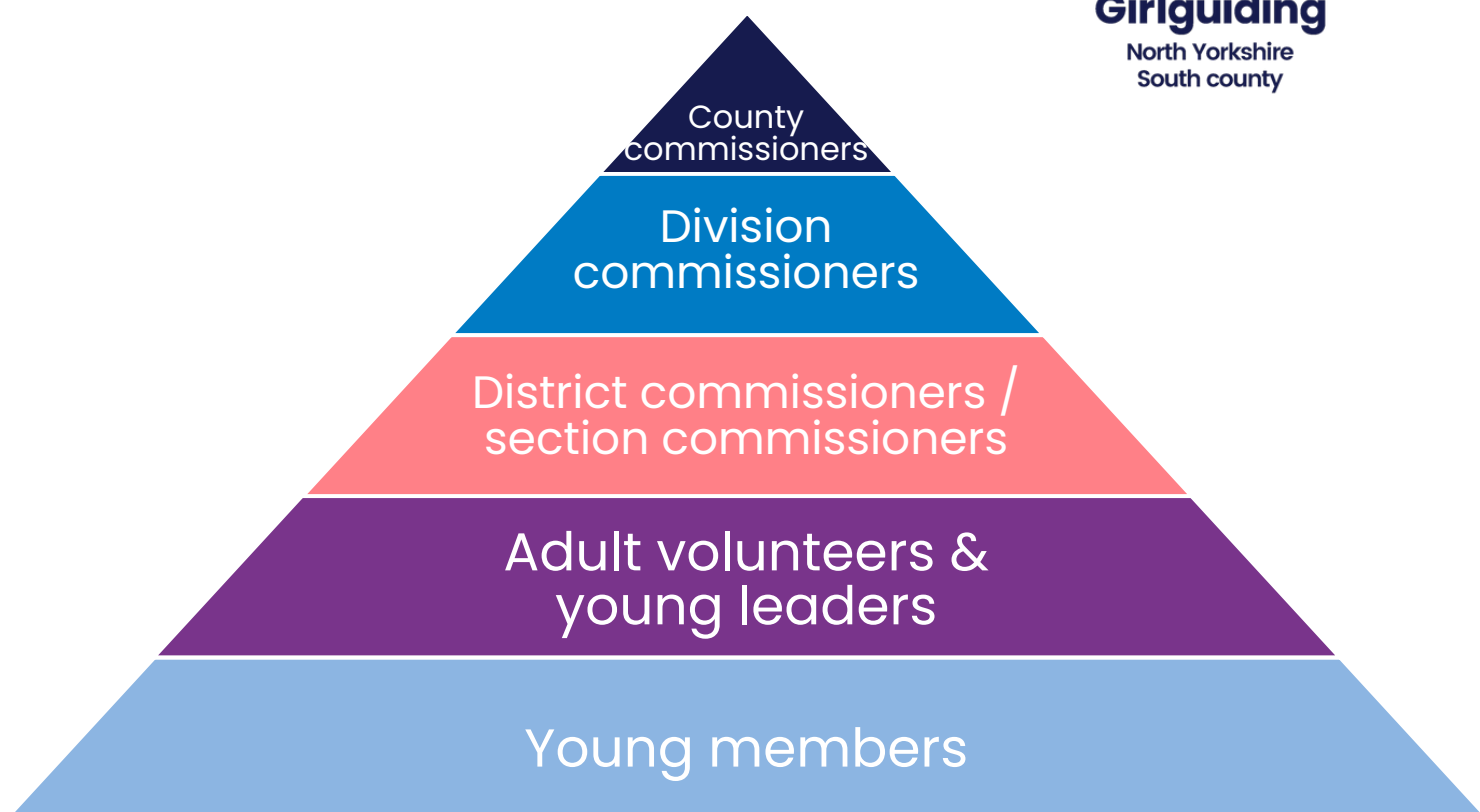 Girlguiding
North Yorkshire
South county
County
commissioners
Division
commissioners
District commissioners /
section commissioners
Adult volunteers &
young leaders
Young members